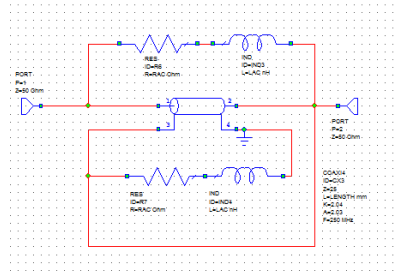 RES
ID=R6
R=RAC Ohm
IND
ID=IND3
L=LAC nH
PORT
P=1
Z=50 Ohm
1
2
3
4
PORT
P=2
Z=50 Ohm
RES
ID=R7
R=RAC Ohm
IND
ID=IND4
L=LAC nH
COAXI4
ID=CX3
Z=25
L=LENGTH mm
K=2.04
A=2.03
F=250 MHz